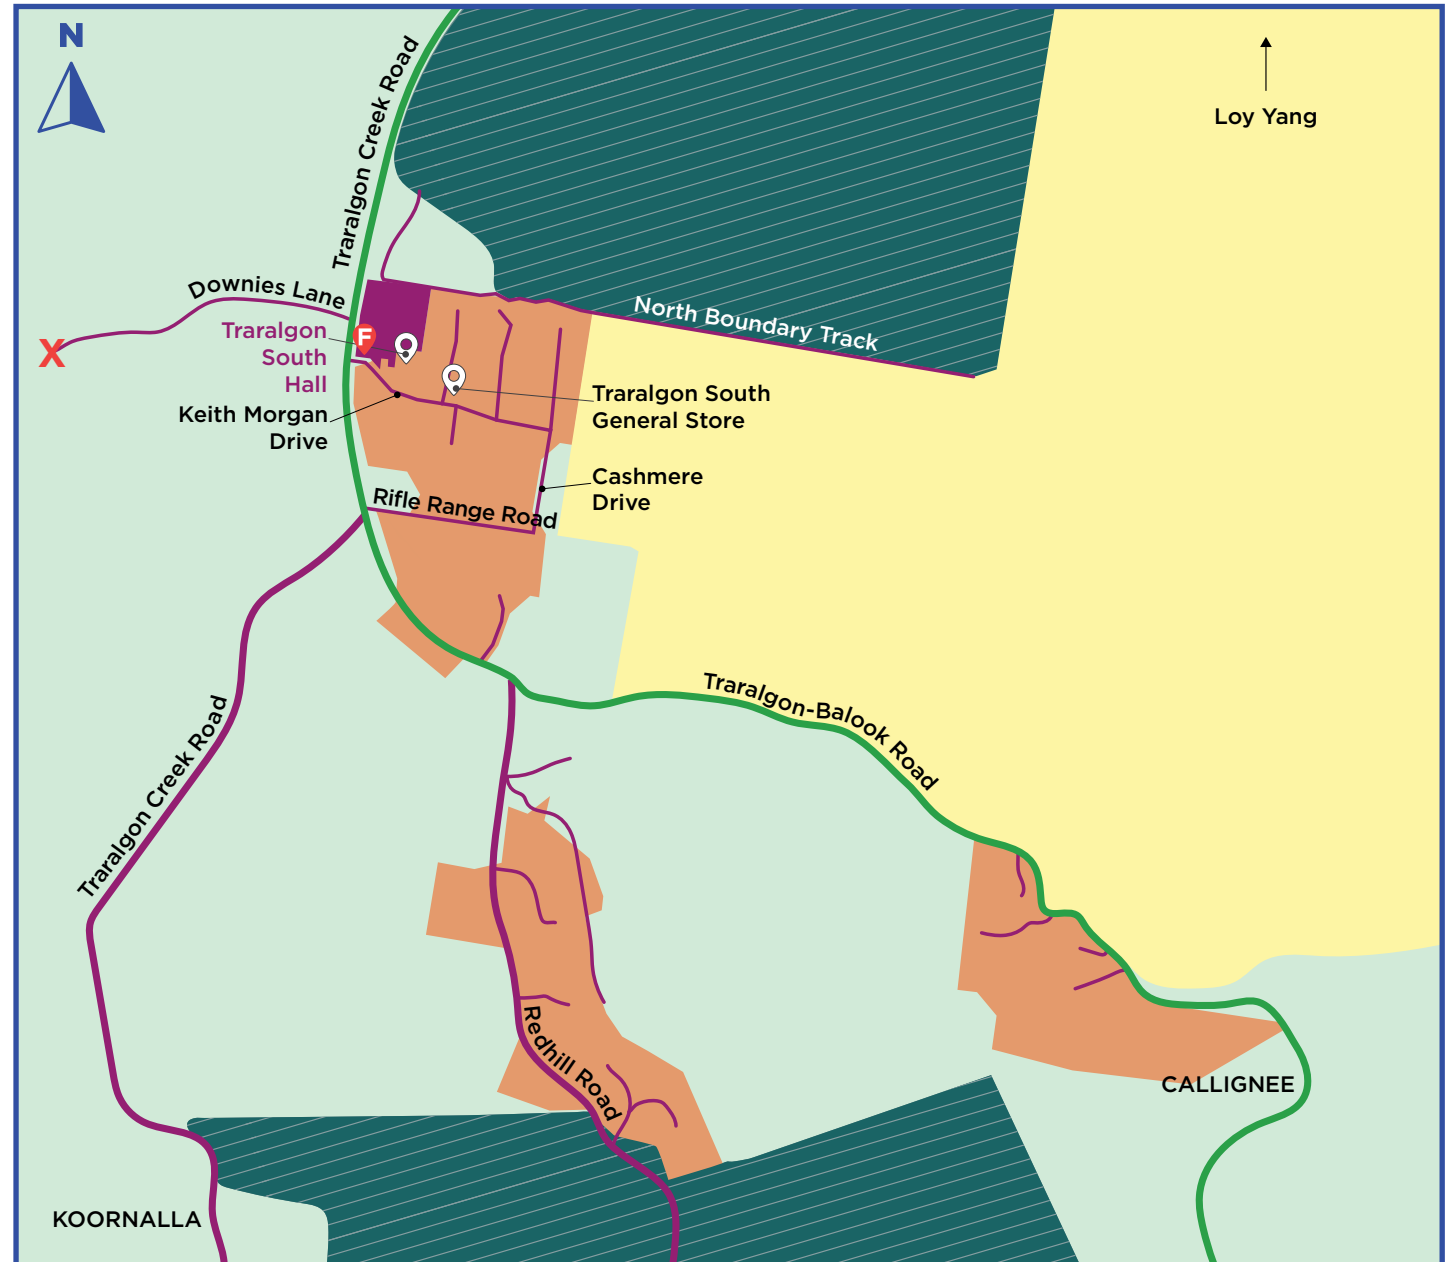 N
Loy Yang
Traralgon Creek Road
Downies Lane
North Boundary Track
F
X
Traralgon
South
Hall
Keith Morgan
Drive
Traralgon South
General Store
Cashmere
Drive
Rifle Range Road
Traralgon-Balook Road
Traralgon Creek Road
Redhill Road
CALLIGNEE
KOORNALLA